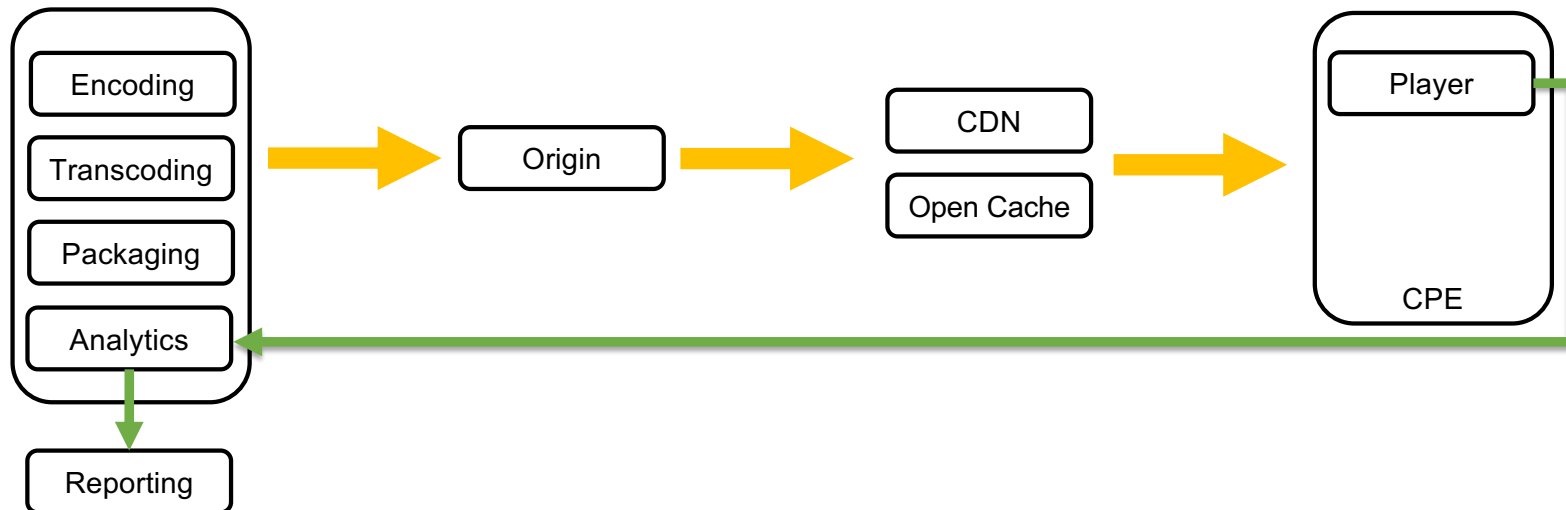 Encoding
Transcoding
Packaging
Analytics
Reporting
Origin
CDN
Open Cache
Player
CPE